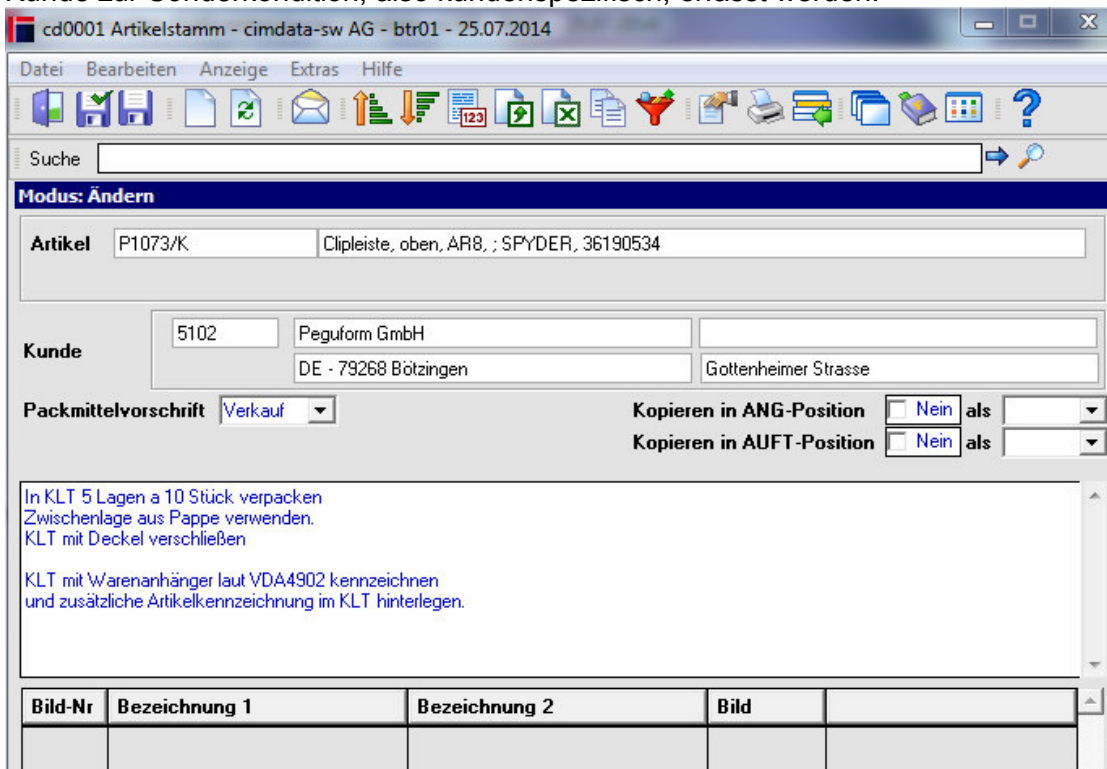 Kunde zur Sonderkondition, also kundenspezifisch, erfasst werden.
cd0001 Artikelstamm - cimdata-sw AG - btr01 - 25.07.2014
Datei Bearbeiten Anzeige Extras Hilfe
123
Suche
Modus: Ändern
Artikel P1073/K Clipleiste, oben, AR8, ; SPYDER, 36190534
5102 Peguform GmbH
Kunde
DE - 79268 Bötzingen Gottenheimer Strasse
Packmittelvorschrift Verkauf Kopieren in ANG-Position Nein als
Kopieren in AUFT-Position Nein als
In KLT 5 Lagen a 10 Stück verpacken
Zwischenlage aus Pappe verwenden.
KLT mit Deckel verschließen
KLT mit Warenanhänger laut VDA4902 kennzeichnen
und zusätzliche Artikelkennzeichnung im KLT hinterlegen.
Bild-Nr Bezeichnung 1 Bezeichnung 2 Bild